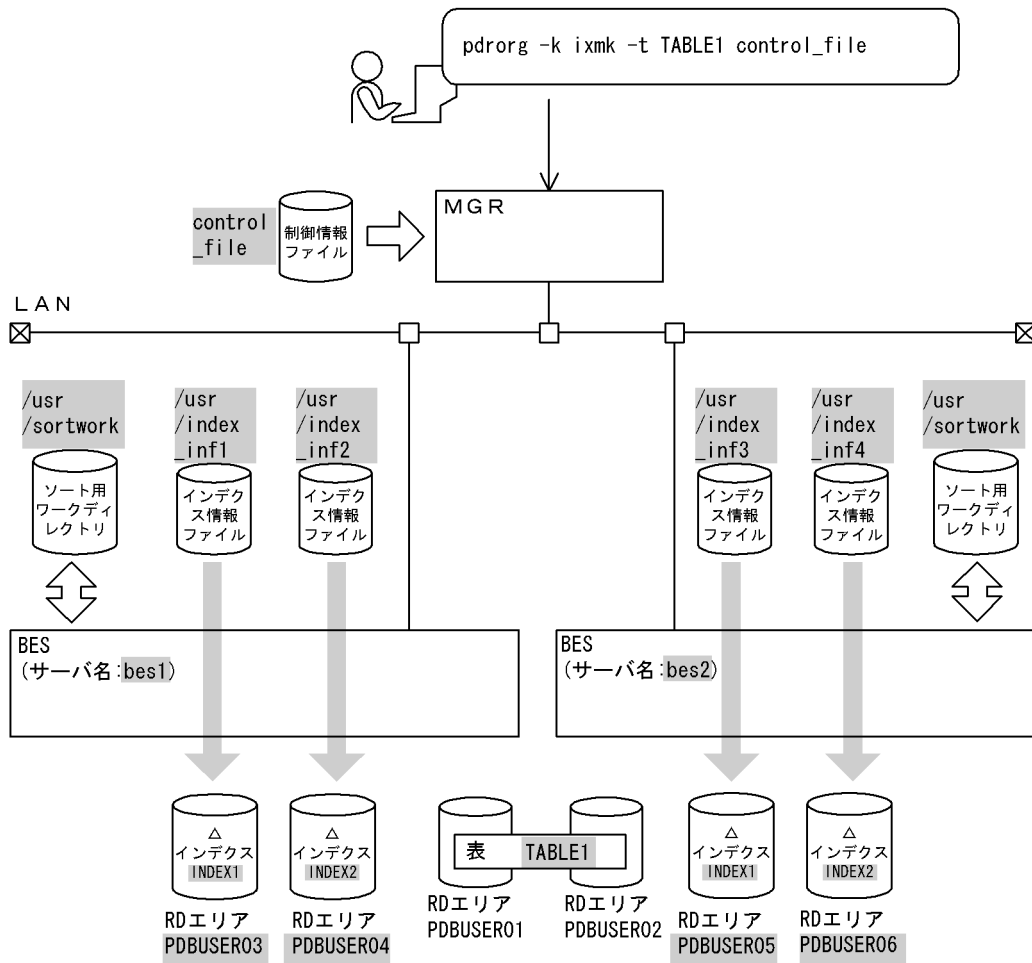 pdrorg -k ixmk -t TABLE1 control_file
MGR
control
_file
制御情報
ファイル
LAN
/usr
/sortwork
/usr
/index
_inf1
/usr
/index
_inf2
/usr
/index
_inf3
/usr
/index
_inf4
/usr
/sortwork
ソート用
ワークディ
レクトリ
インデク
ス情報
ファイル
インデク
ス情報
ファイル
インデク
ス情報
ファイル
インデク
ス情報
ファイル
ソート用
ワークディ
レクトリ
BES
(サーバ名:bes1)
BES
(サーバ名:bes2)
△
インデクス
INDEX1
△
インデクス
INDEX2
表 TABLE1
△
インデクス
INDEX1
△
インデクス
INDEX2
RDエリア
PDBUSER03
RDエリア
PDBUSER04
RDエリア
PDBUSER01
RDエリア
PDBUSER02
RDエリア
PDBUSER05
RDエリア
PDBUSER06